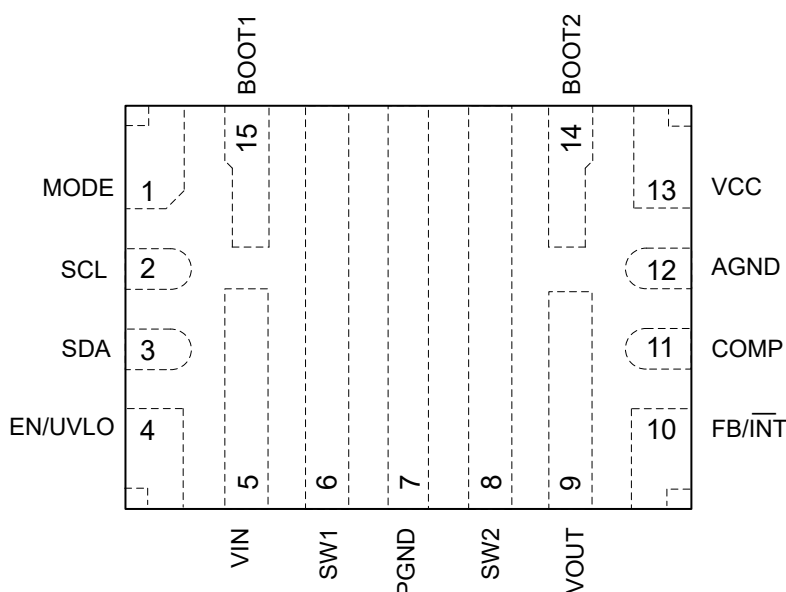 BOOT1
BOOT2
15
14
MODE 1
13 VCC
SCL 2
12 AGND
SDA 3
11 COMP
EN/UVLO 4
10 FB/I̅N̅T̅
5
6
7
8
9
VIN
SW1
PGND
SW2
VOUT